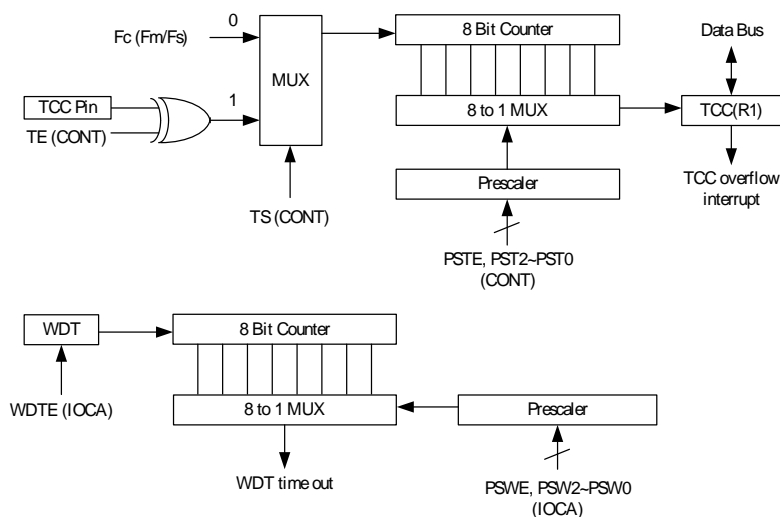 0
Fc (Fm/Fs)
MUX
8 Bit Counter
Data Bus
TCC Pin
1
8 to 1 MUX
TCC(R1)
TE (CONT)
TS (CONT)
Prescaler
TCC overflow
interrupt
PSTE, PST2~PST0
(CONT)
WDT
8 Bit Counter
WDTE (IOCA)
8 to 1 MUX
Prescaler
WDT time out
PSWE, PSW2~PSW0
(IOCA)